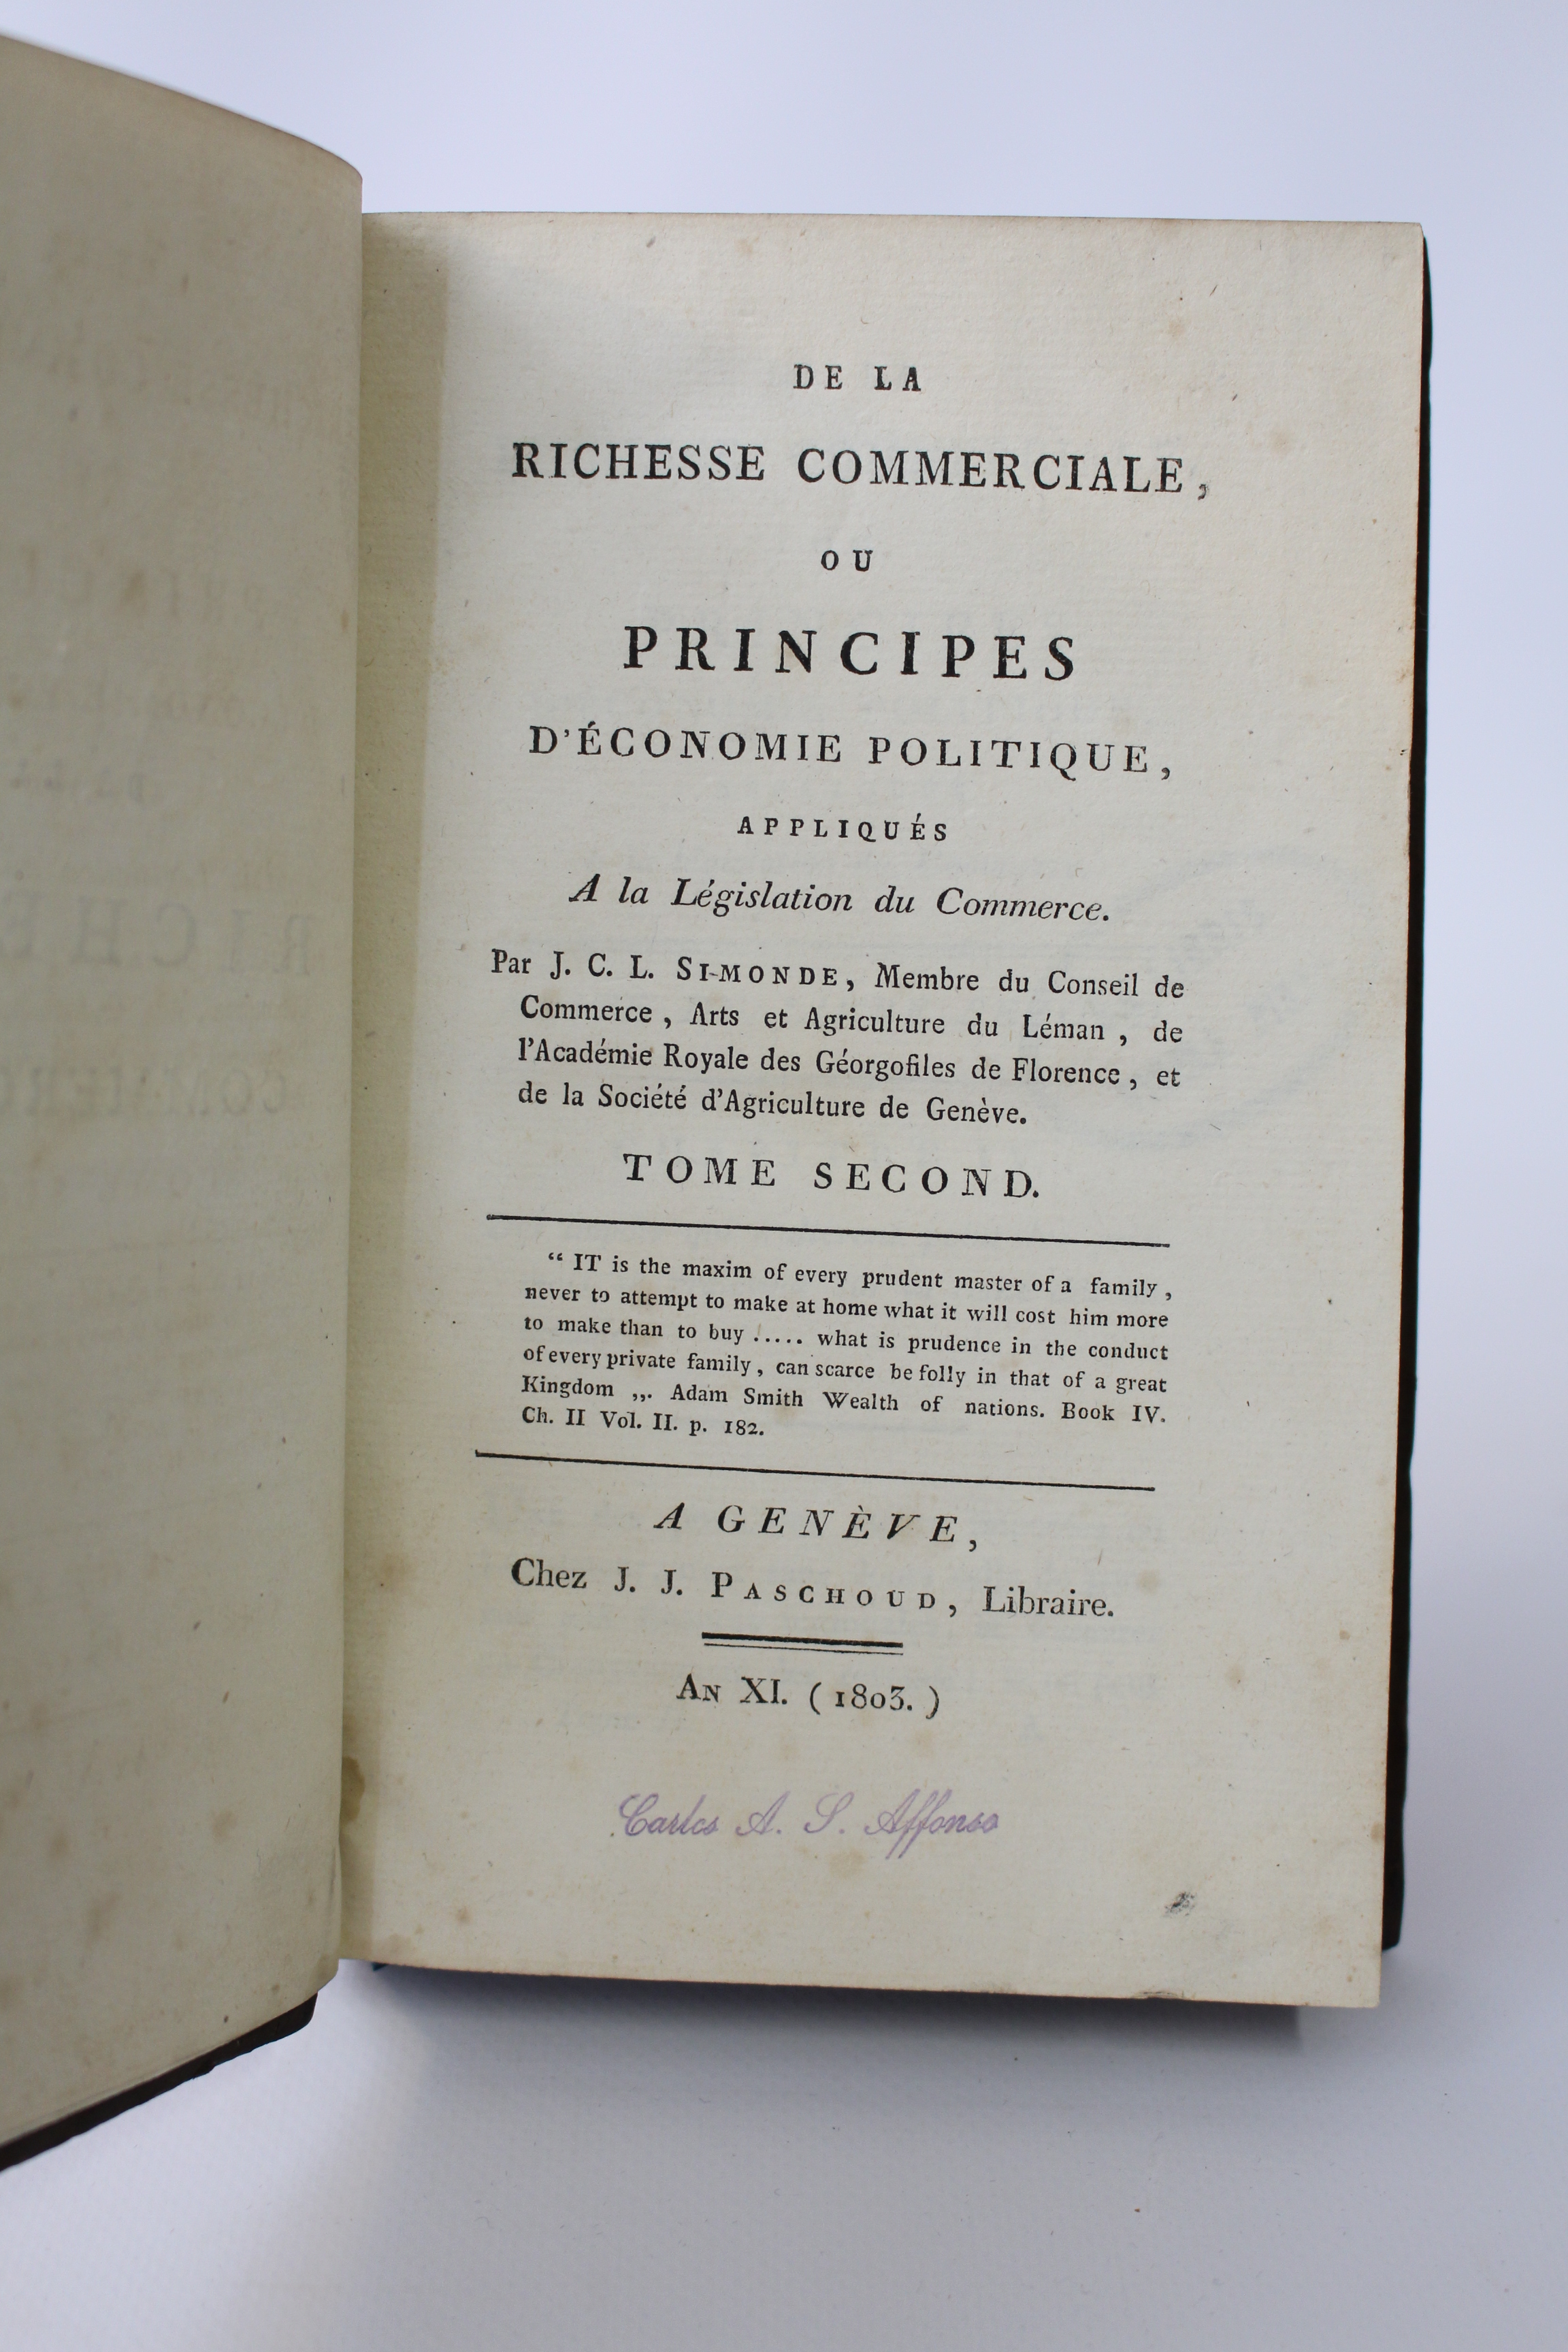 DE LA
RICHESSE COMMERCIALE,
OU
PRINCIPES
D'ÉCONOMIE POLITIQUE,
APPLIQUÉS
A la Législation du Commerce.
Par J. C. L. SI-MONDE, Membre du Conseil de
Commerce, Arts et Agriculture du Léman, de
l'Académie Royale des Géorgofiles de Florence, et
de la Société d'Agriculture de Genève.
TOME SECOND.
“ IT is the maxim of every prudent master of a family,
never to attempt to make at home what it will cost him more
to make than to buy ..... what is prudence in the conduct
of every private family, can scarce be folly in that of a great
Kingdom ,,. Adam Smith Wealth of nations. Book IV.
Ch. II Vol. II. p. 182.
A GENÈVE,
Chez J. J. PASCHOUD, Libraire.
AN XI. (1803.)
Carlos A. S. Affonso